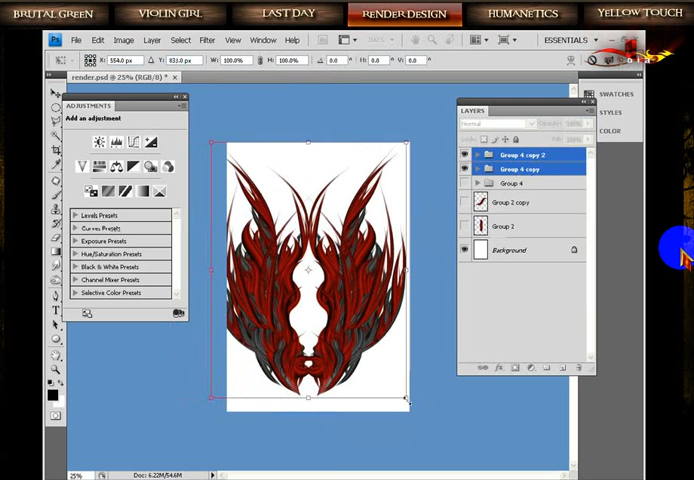 BRUTAL GREEN VIOLIN GIRL LAST DAY RENDER DESIGN HUMANETICS YELLOW TOUCH
Ps File Edit Image Layer Select Filter View Window Help ESSENTIALS
X: 554.0 px Y: 833.0 px W: 100.0% H: 100.0% 0.0 H: 0.0 V: 0.0
render.psd @ 25% (RGB/8) *
ADJUSTMENTS
Add an adjustment
Levels Presets
Curves Presets
Exposure Presets
Hue/Saturation Presets
Black & White Presets
Channel Mixer Presets
Selective Color Presets
LAYERS
Normal
Lock:
Group 4 copy 2
Group 4 copy
Group 4
Group 2 copy
Group 2
Background
SWATCHES
STYLES
COLOR
25% Doc: 6.22M/54.6M